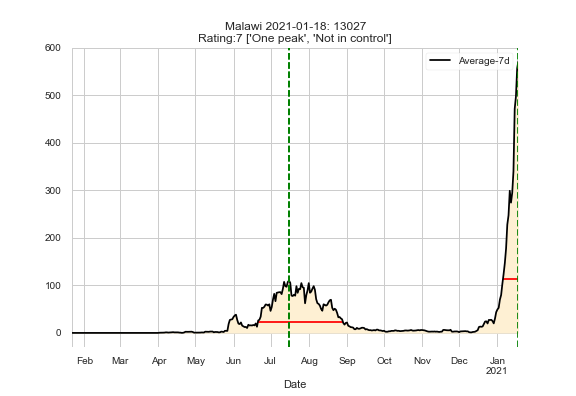 Malawi 2021-01-18: 13027
Rating:7 ['One peak', 'Not in control']
Average-7d
600
500
400
300
200
100
0
Feb Mar Apr May Jun Jul Aug Sep Oct Nov Dec Jan
2021
Date